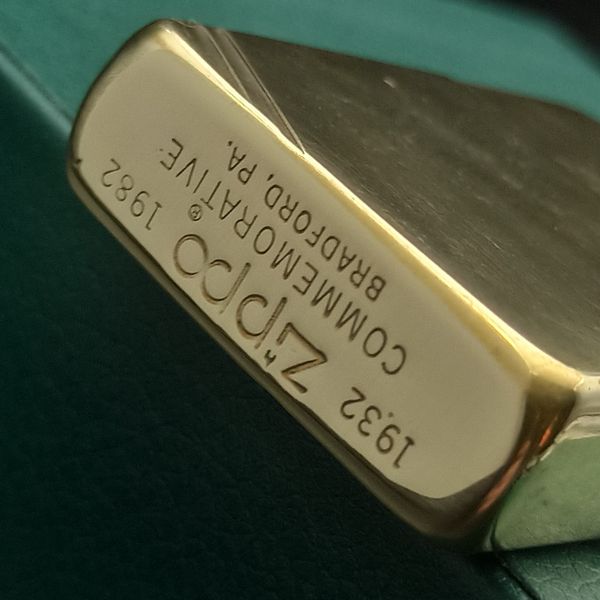 1932 Zippo® 1982
COMMEMORATIVE
BRADFORD, PA.